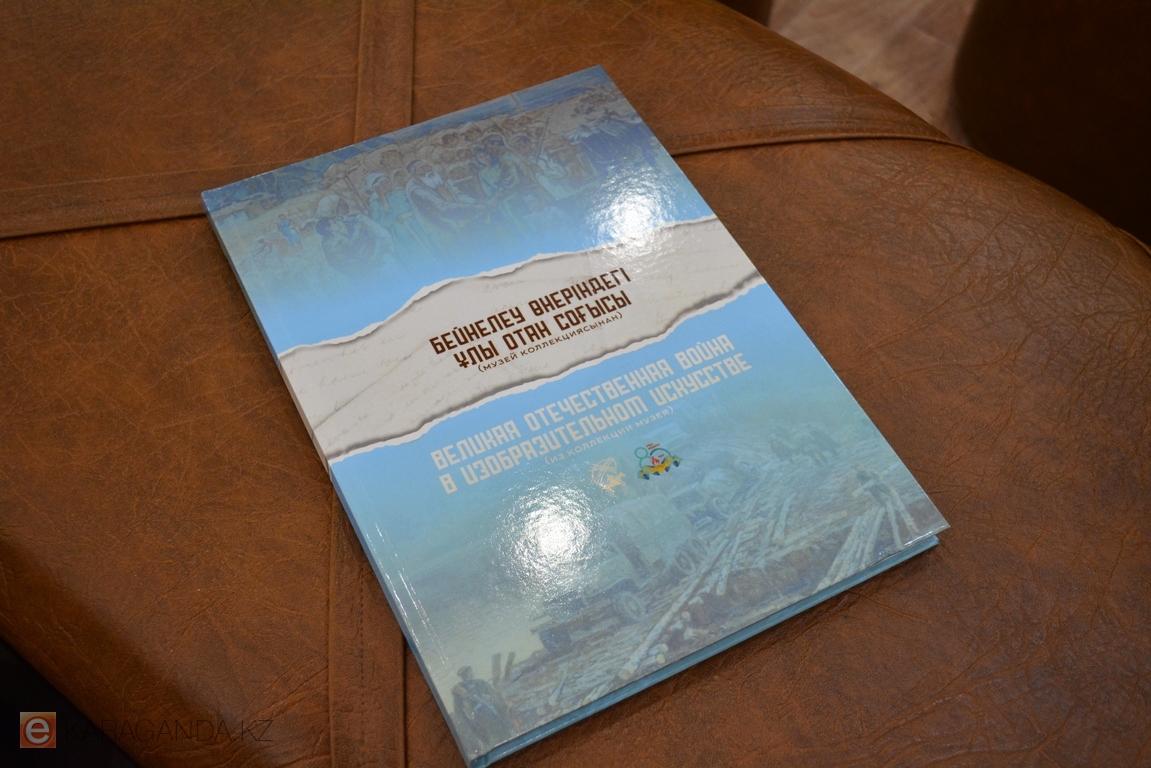 БЕЙНЕЛЕУ ӨНЕРІНДЕГІ
ҰЛЫ ОТАН СОҒЫСЫ
(МУЗЕЙ КОЛЛЕКЦИЯСЫНАН)
ВЕЛИКАЯ ОТЕЧЕСТВЕННАЯ ВОЙНА
В ИЗОБРАЗИТЕЛЬНОМ ИСКУССТВЕ
(ИЗ КОЛЛЕКЦИИ МУЗЕЯ)
e KARAGANDA.KZ